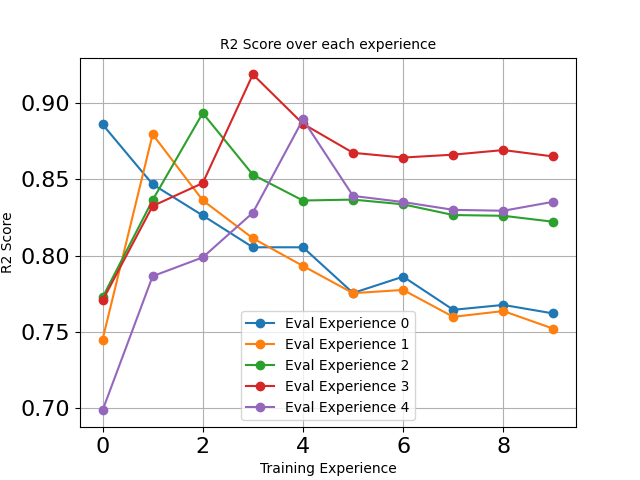 R2 Score over each experience
R2 Score
0.90
0.85
0.80
0.75
0.70
Eval Experience 0
Eval Experience 1
Eval Experience 2
Eval Experience 3
Eval Experience 4
0 2 4 6 8
Training Experience